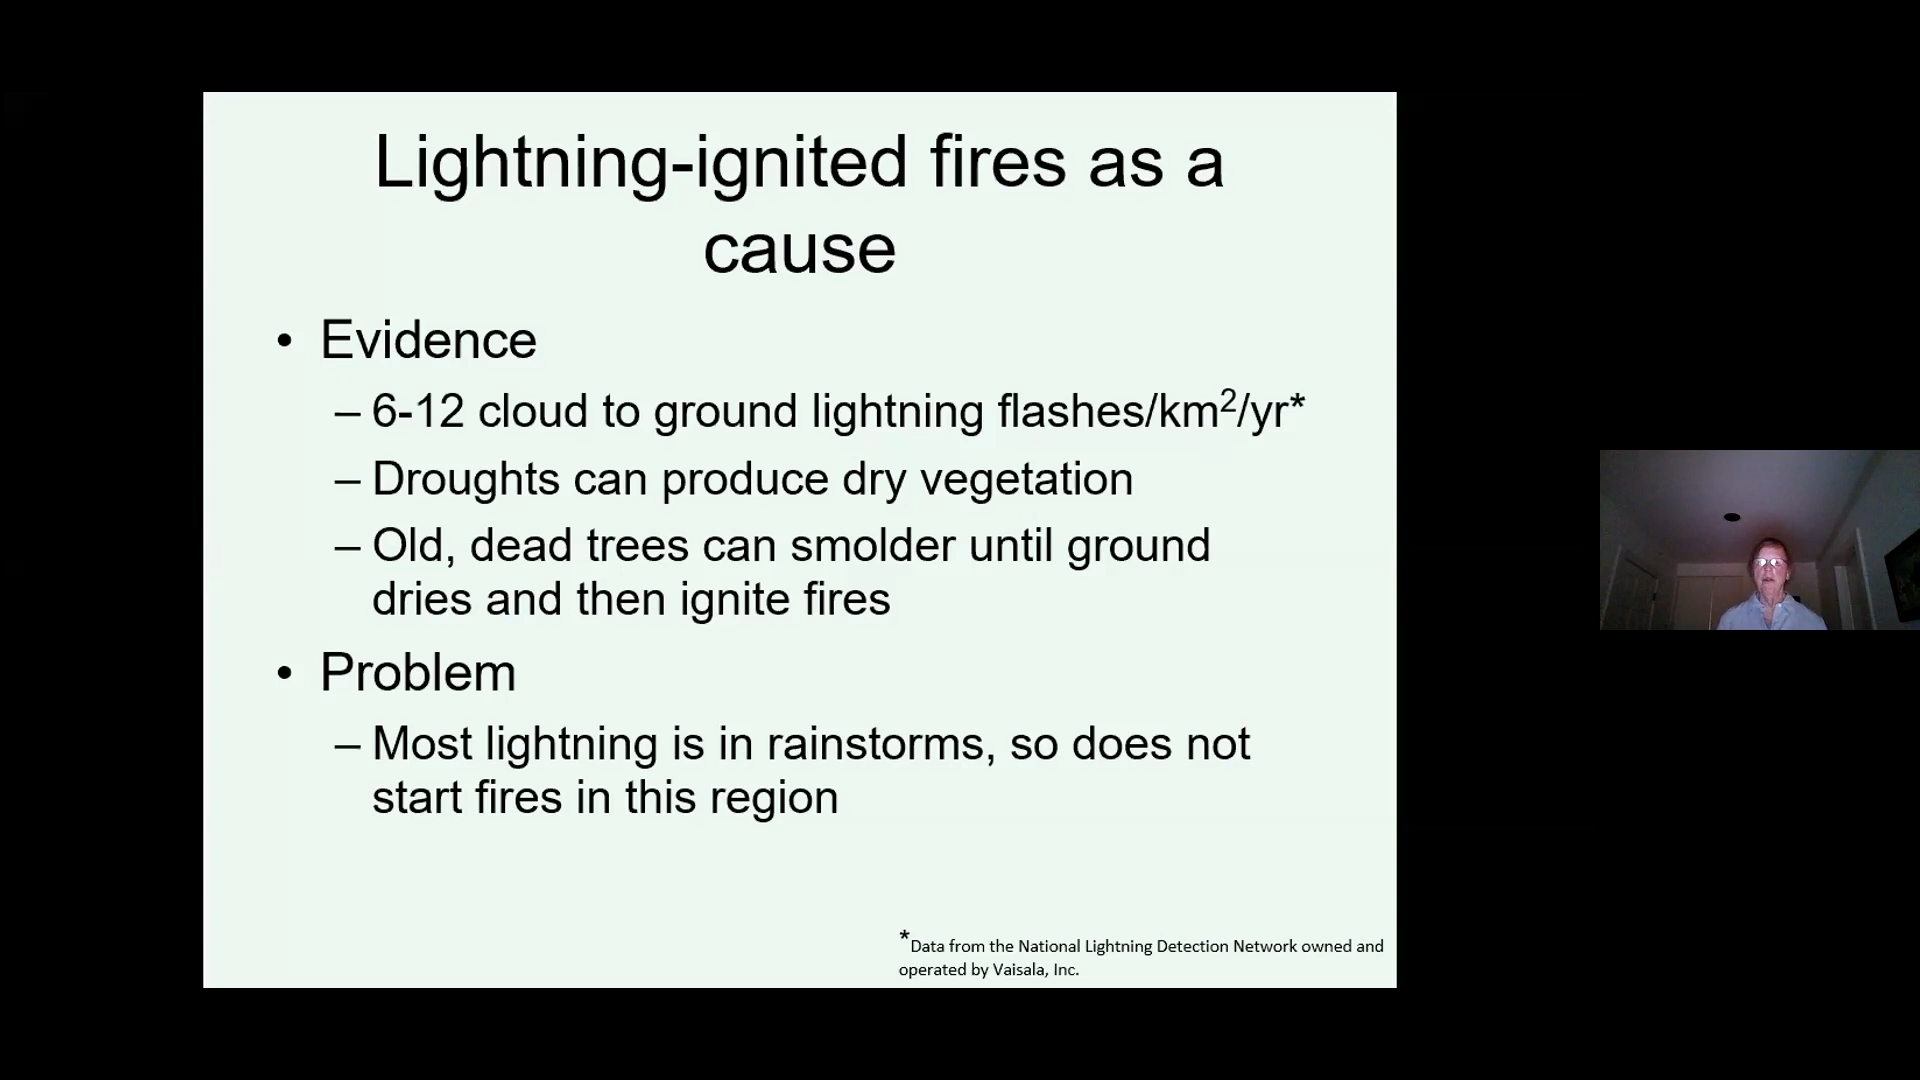 Lightning-ignited fires as a
cause
• Evidence
– 6-12 cloud to ground lightning flashes/km²/yr*
– Droughts can produce dry vegetation
– Old, dead trees can smolder until ground
dries and then ignite fires
• Problem
– Most lightning is in rainstorms, so does not
start fires in this region
*Data from the National Lightning Detection Network owned and
operated by Vaisala, Inc.